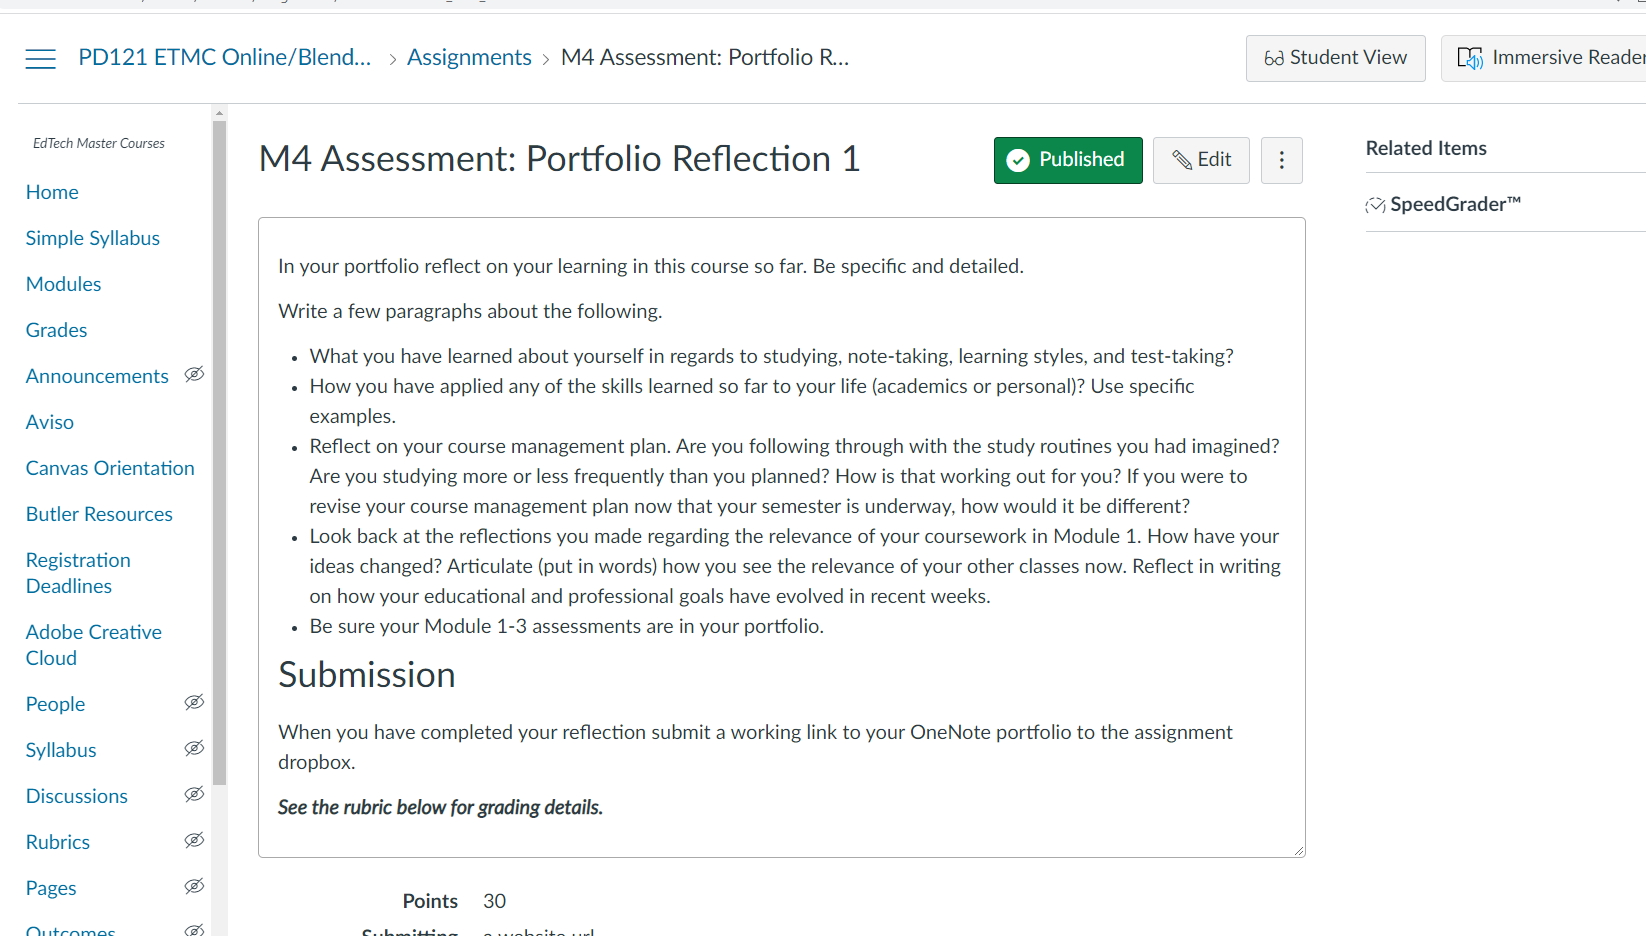 PD121 ETMC Online/Blend... > Assignments > M4 Assessment: Portfolio R...
Student View
Immersive Reader
EdTech Master Courses
Home
Simple Syllabus
Modules
Grades
Announcements
Aviso
Canvas Orientation
Butler Resources
Registration
Deadlines
Adobe Creative
Cloud
People
Syllabus
Discussions
Rubrics
Pages
Outcomes
M4 Assessment: Portfolio Reflection 1
Published
Edit
In your portfolio reflect on your learning in this course so far. Be specific and detailed.
Write a few paragraphs about the following.
• What you have learned about yourself in regards to studying, note-taking, learning styles, and test-taking?
• How you have applied any of the skills learned so far to your life (academics or personal)? Use specific
examples.
• Reflect on your course management plan. Are you following through with the study routines you had imagined?
Are you studying more or less frequently than you planned? How is that working out for you? If you were to
revise your course management plan now that your semester is underway, how would it be different?
• Look back at the reflections you made regarding the relevance of your coursework in Module 1. How have your
ideas changed? Articulate (put in words) how you see the relevance of your other classes now. Reflect in writing
on how your educational and professional goals have evolved in recent weeks.
• Be sure your Module 1-3 assessments are in your portfolio.
Submission
When you have completed your reflection submit a working link to your OneNote portfolio to the assignment
dropbox.
See the rubric below for grading details.
Points 30
Submitting a website url
Related Items
SpeedGrader™